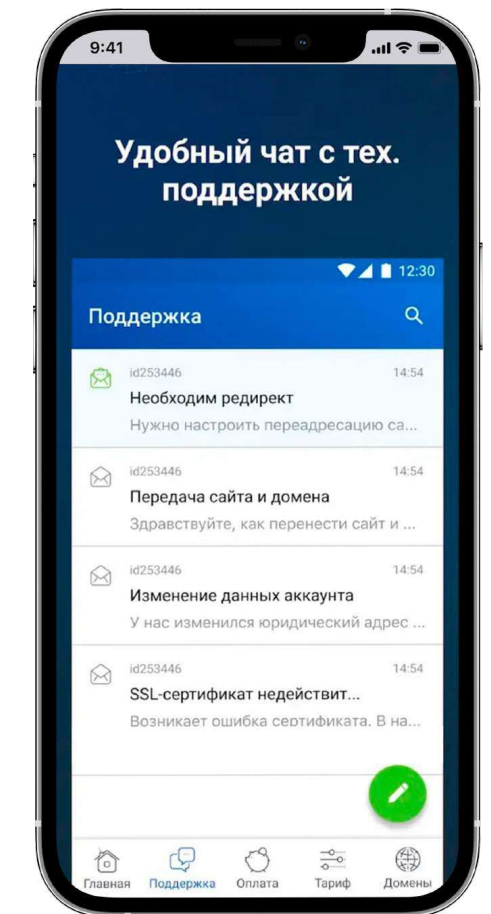 9:41
Удобный чат с тех.
поддержкой
12:30
Поддержка
id253446 14:54
Необходим редирект
Нужно настроить переадресацию са...
id253446 14:54
Передача сайта и домена
Здравствуйте, как перенести сайт и ...
id253446 14:54
Изменение данных аккаунта
У нас изменился юридический адрес ...
id253446 14:54
SSL-сертификат недействит...
Возникает ошибка сертификата. В на...
Главная Поддержка Оплата Тариф Домены